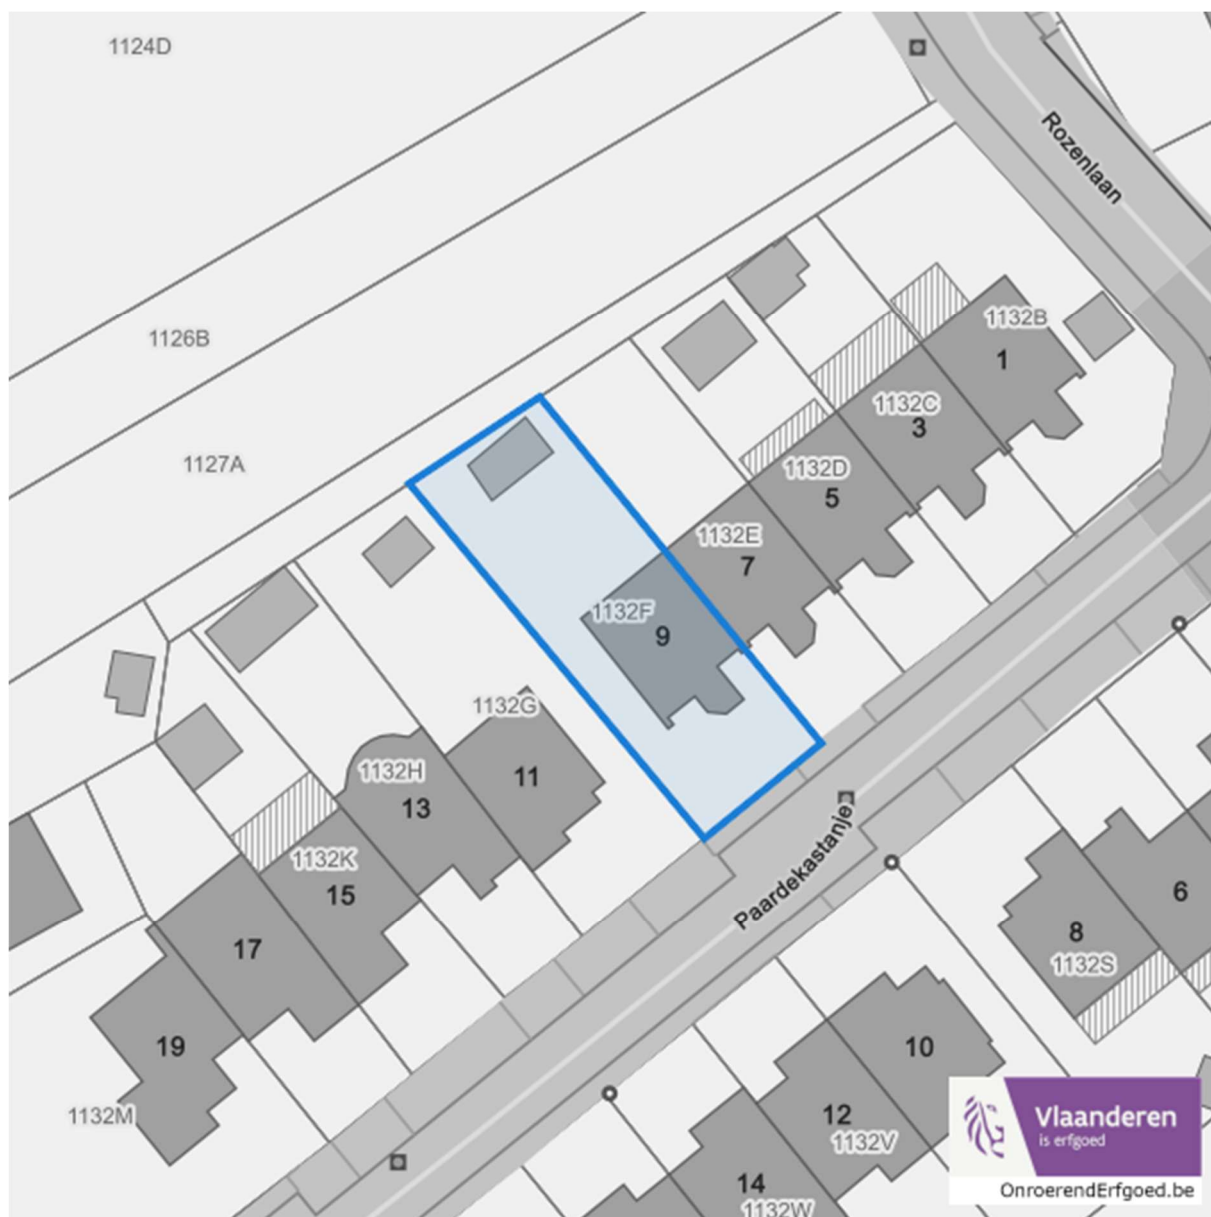 1124D
Rozenlaan
1126B
1132B
1
1132C
3
1127A
1132D
5
1132E
7
1132F
9
1132G
11
1132H
13
1132K
15
17
19
1132M
Paardekastanje
6
8
1132S
10
12
1132V
14
1132W
Vlaanderen
is erfgoed
OnroerendErfgoed.be